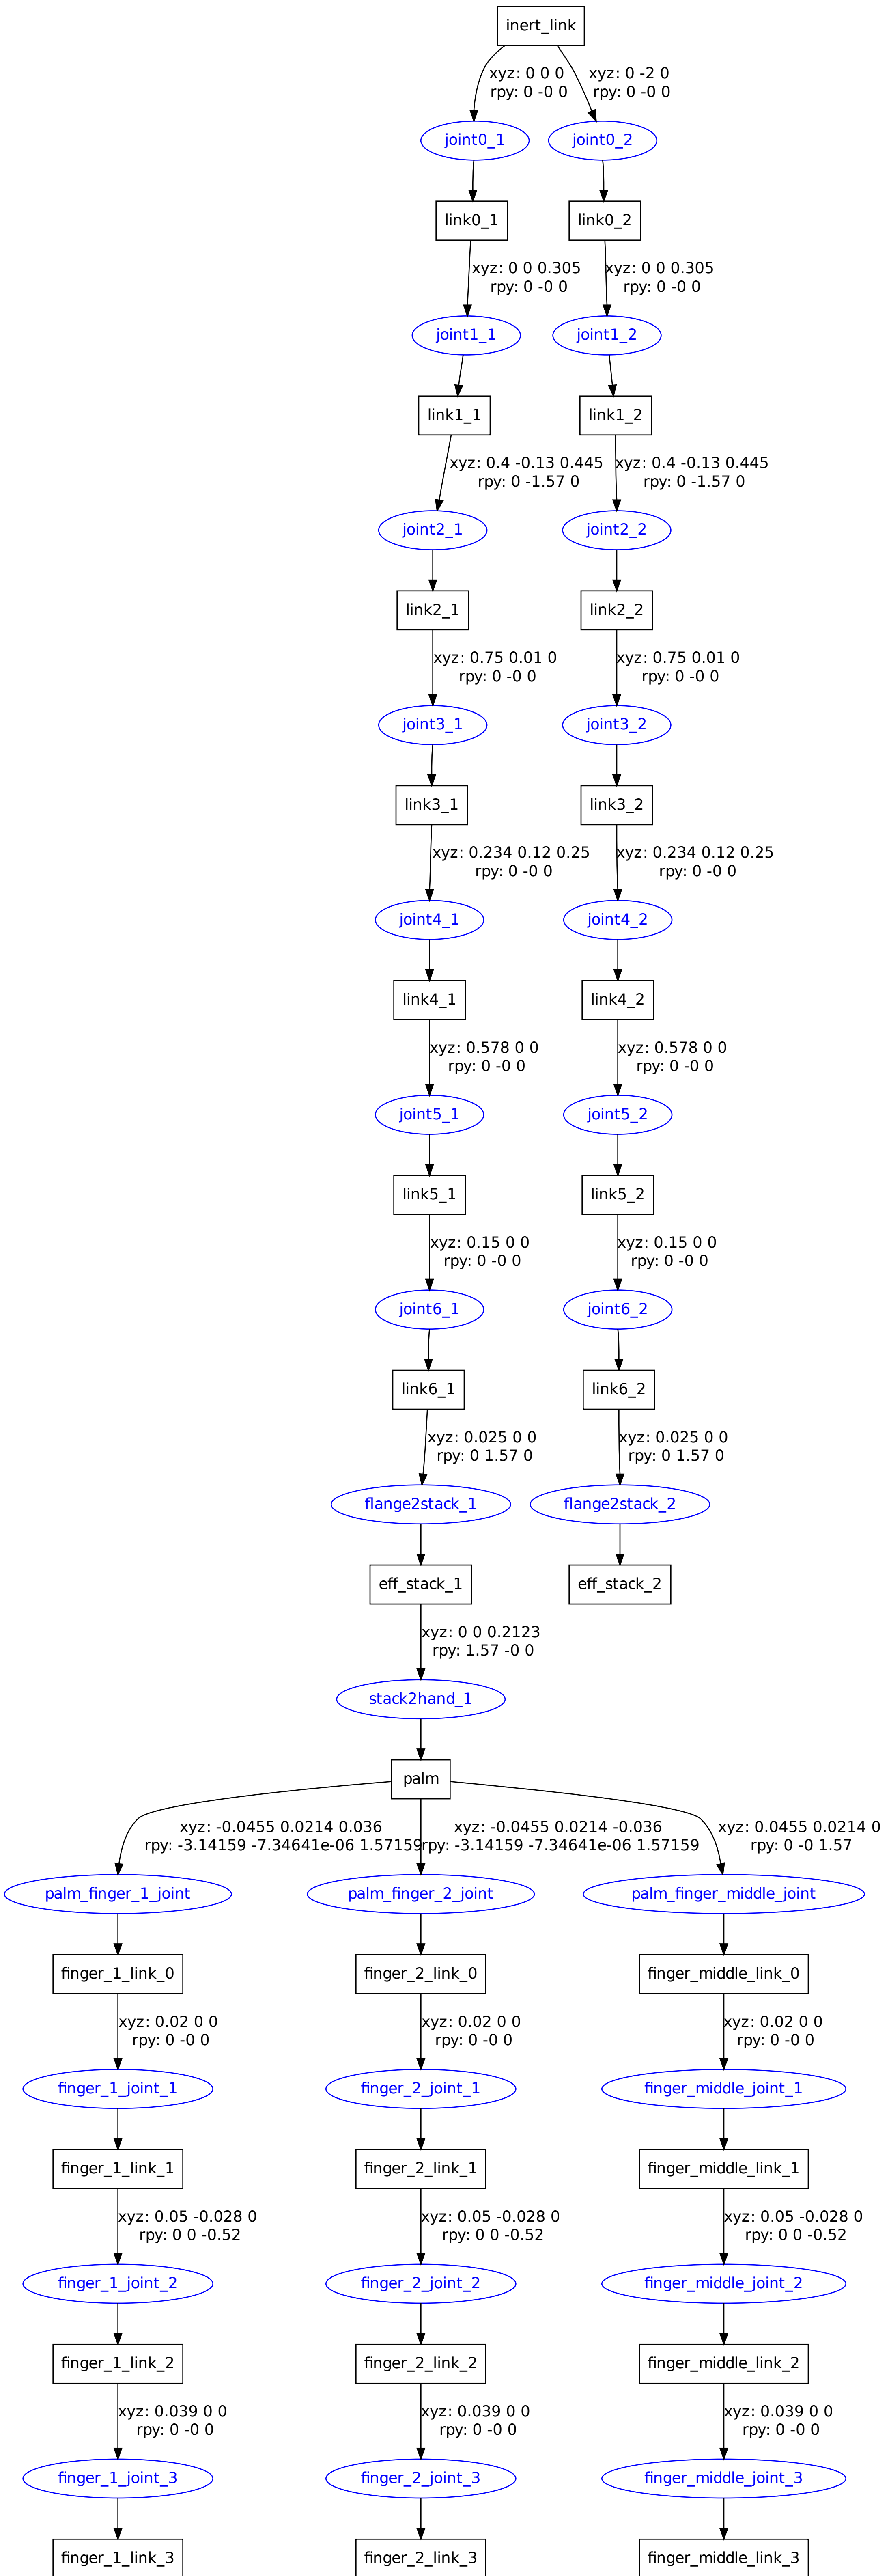 inert_link
xyz: 0 0 0
rpy: 0 -0 0
xyz: 0 -2 0
rpy: 0 -0 0
joint0_1
joint0_2
link0_1
link0_2
xyz: 0 0 0.305
rpy: 0 -0 0
xyz: 0 0 0.305
rpy: 0 -0 0
joint1_1
joint1_2
link1_1
link1_2
xyz: 0.4 -0.13 0.445
rpy: 0 -1.57 0
xyz: 0.4 -0.13 0.445
rpy: 0 -1.57 0
joint2_1
joint2_2
link2_1
link2_2
xyz: 0.75 0.01 0
rpy: 0 -0 0
xyz: 0.75 0.01 0
rpy: 0 -0 0
joint3_1
joint3_2
link3_1
link3_2
xyz: 0.234 0.12 0.25
rpy: 0 -0 0
xyz: 0.234 0.12 0.25
rpy: 0 -0 0
joint4_1
joint4_2
link4_1
link4_2
xyz: 0.578 0 0
rpy: 0 -0 0
xyz: 0.578 0 0
rpy: 0 -0 0
joint5_1
joint5_2
link5_1
link5_2
xyz: 0.15 0 0
rpy: 0 -0 0
xyz: 0.15 0 0
rpy: 0 -0 0
joint6_1
joint6_2
link6_1
link6_2
xyz: 0.025 0 0
rpy: 0 1.57 0
xyz: 0.025 0 0
rpy: 0 1.57 0
flange2stack_1
flange2stack_2
eff_stack_1
eff_stack_2
xyz: 0 0 0.2123
rpy: 1.57 -0 0
stack2hand_1
palm
xyz: -0.0455 0.0214 0.036
rpy: -3.14159 -7.34641e-06 1.57159
xyz: -0.0455 0.0214 -0.036
rpy: -3.14159 -7.34641e-06 1.57159
xyz: 0.0455 0.0214 0
rpy: 0 -0 1.57
palm_finger_1_joint
palm_finger_2_joint
palm_finger_middle_joint
finger_1_link_0
finger_2_link_0
finger_middle_link_0
xyz: 0.02 0 0
rpy: 0 -0 0
xyz: 0.02 0 0
rpy: 0 -0 0
xyz: 0.02 0 0
rpy: 0 -0 0
finger_1_joint_1
finger_2_joint_1
finger_middle_joint_1
finger_1_link_1
finger_2_link_1
finger_middle_link_1
xyz: 0.05 -0.028 0
rpy: 0 0 -0.52
xyz: 0.05 -0.028 0
rpy: 0 0 -0.52
xyz: 0.05 -0.028 0
rpy: 0 0 -0.52
finger_1_joint_2
finger_2_joint_2
finger_middle_joint_2
finger_1_link_2
finger_2_link_2
finger_middle_link_2
xyz: 0.039 0 0
rpy: 0 -0 0
xyz: 0.039 0 0
rpy: 0 -0 0
xyz: 0.039 0 0
rpy: 0 -0 0
finger_1_joint_3
finger_2_joint_3
finger_middle_joint_3
finger_1_link_3
finger_2_link_3
finger_middle_link_3